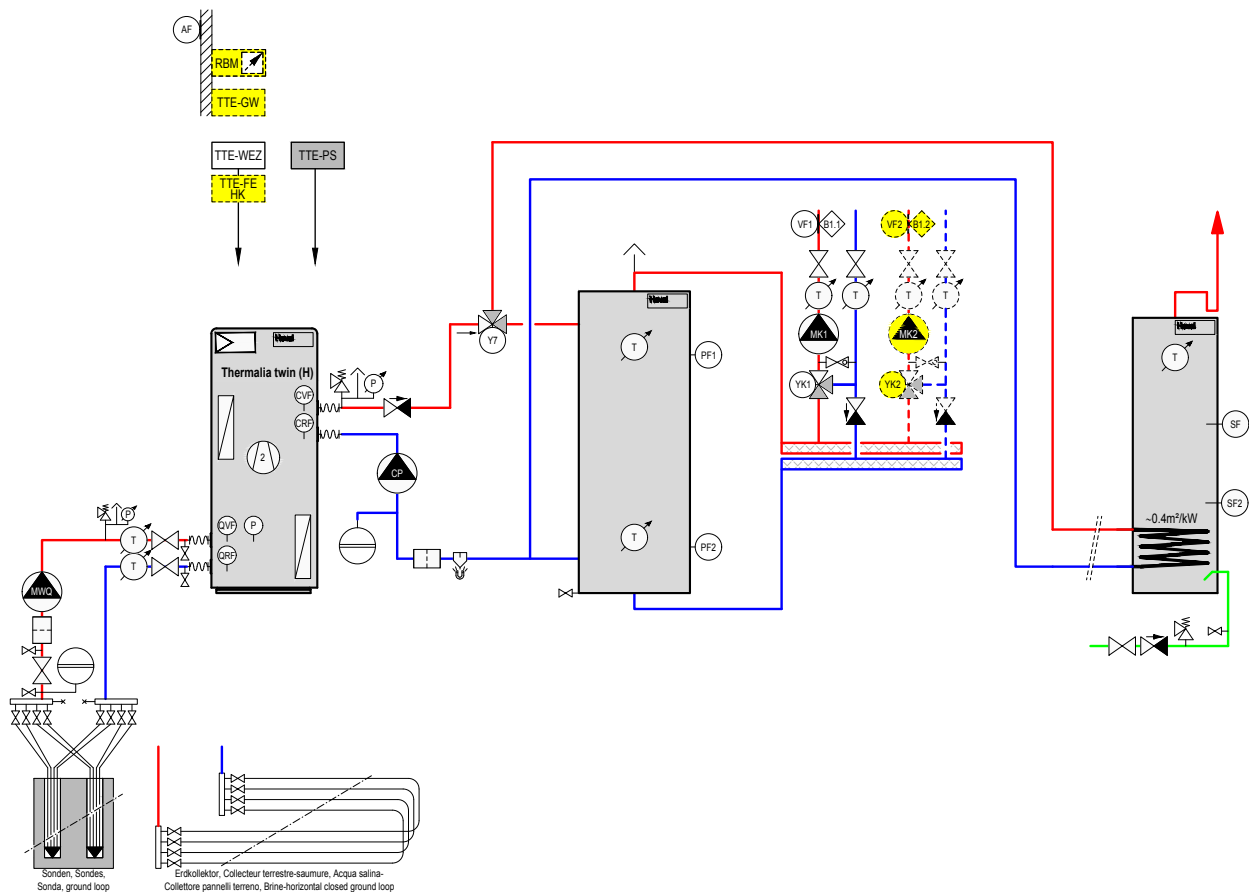 AF
RBM
TTE-GW
TTE-WEZ
TTE-PS
TTE-FE
HK
VF1
B1.1
VF2
B1.2
T
T
T
T
MK1
MK2
YK1
YK2
Y7
Thermalia twin (H)
CVF
CRF
P
2
CP
QVF
P
QRF
P
T
T
MWQ
T
PF1
T
PF2
T
SF
SF2
~0.4m²/kW
Sonden, Sondes,
Sonda, ground loop
Erdkollektor, Collecteur terrestre-saumure, Acqua salina-
Collettore pannelli terreno, Brine-horizontal closed ground loop